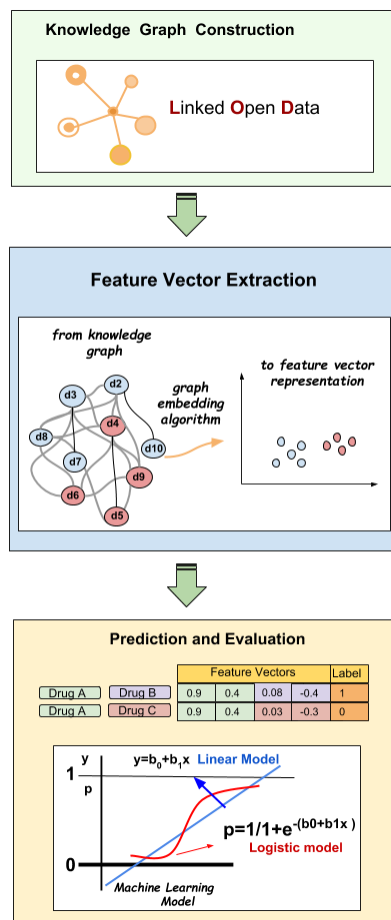 Knowledge Graph Construction
Linked Open Data
Feature Vector Extraction
from knowledge
graph
to feature vector
representation
graph
embedding
algorithm
d2
d3
d4
d8
d10
d7
d9
d6
d5
Prediction and Evaluation
Feature Vectors Label
Drug A Drug B 0.9 0.4 0.08 -0.4 1
Drug A Drug C 0.9 0.4 0.03 -0.3 0
y
y=b0+b1x Linear Model
1
p
p=1/1+e-(b0+b1x )
Logistic model
0
Machine Learning
Model